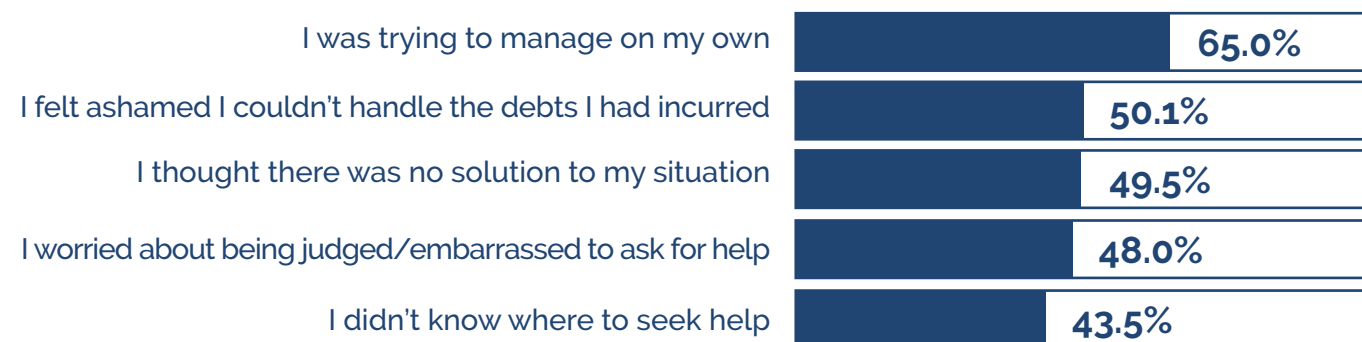 I was trying to manage on my own 65.0%
I felt ashamed I couldn’t handle the debts I had incurred 50.1%
I thought there was no solution to my situation 49.5%
I worried about being judged/embarrassed to ask for help 48.0%
I didn’t know where to seek help 43.5%